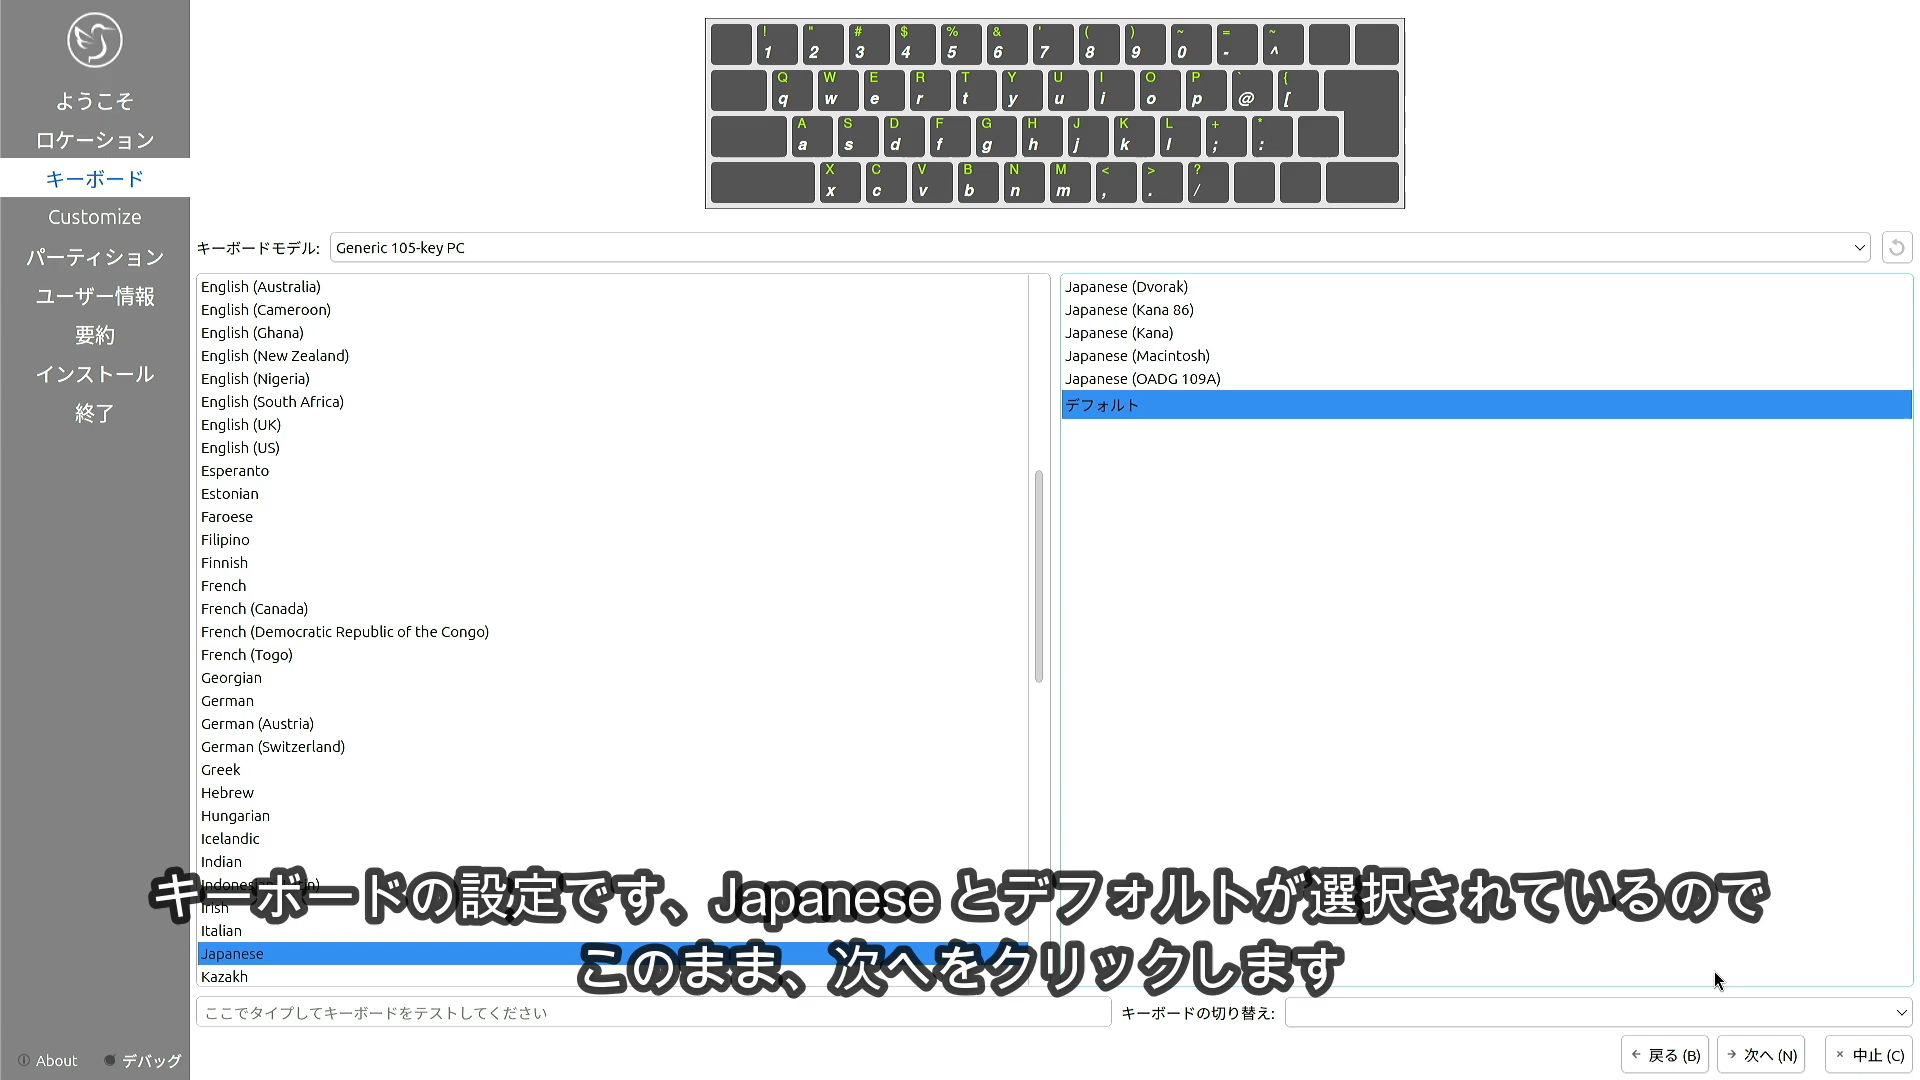 ! " # $ % & ' ( ) ~ = ~
1 2 3 4 5 6 7 8 9 0 - ^
Q W E R T Y U I O P ` {
q w e r t y u i o p @ [
A S D F G H J K L + *
a s d f g h j k l ; :
X C V B N M < > ?
x c v b n m , . /
ようこそ
ロケーション
キーボード
Customize
パーティション
ユーザー情報
要約
インストール
終了
キーボードモデル: Generic 105-key PC
English (Australia)
English (Cameroon)
English (Ghana)
English (New Zealand)
English (Nigeria)
English (South Africa)
English (UK)
English (US)
Esperanto
Estonian
Faroese
Filipino
Finnish
French
French (Canada)
French (Democratic Republic of the Congo)
French (Togo)
Georgian
German
German (Austria)
German (Switzerland)
Greek
Hebrew
Hungarian
Icelandic
Indian
Irish
Italian
Japanese
Kazakh
Japanese (Dvorak)
Japanese (Kana 86)
Japanese (Kana)
Japanese (Macintosh)
Japanese (OADG 109A)
デフォルト
キーボードの設定です、Japanese とデフォルトが選択されているので
このまま、次へをクリックします
ここでタイプしてキーボードをテストしてください
キーボードの切り替え:
About
デバッグ
戻る (B)
次へ (N)
中止 (C)